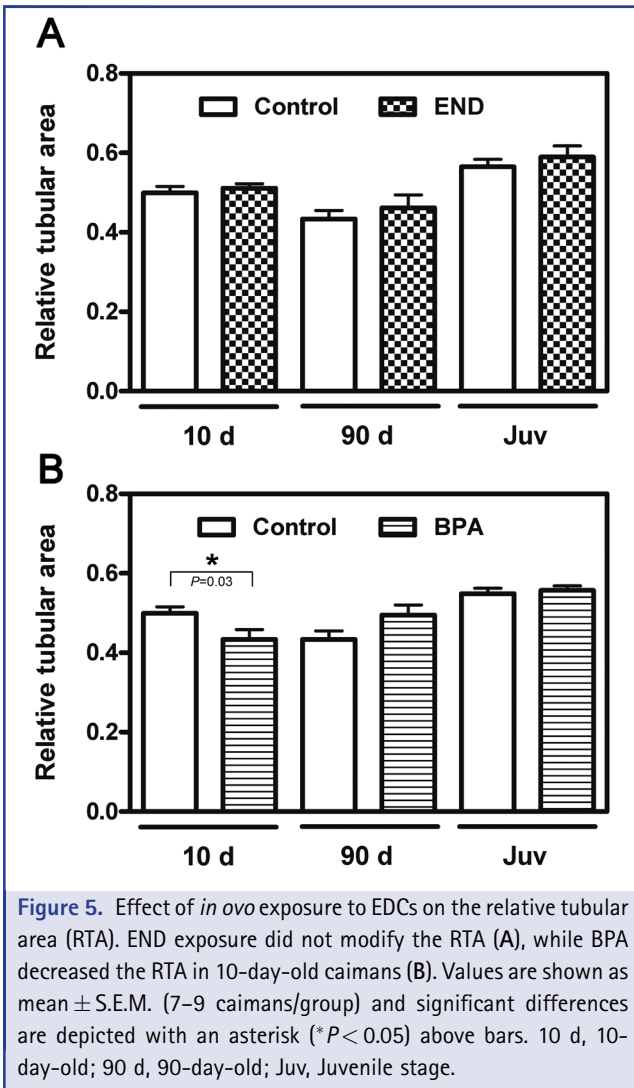 A
Relative tubular area
0.8
0.6
0.4
0.2
0.0
Control
END
10 d
90 d
Juv
B
Relative tubular area
0.8
0.6
0.4
0.2
0.0
Control
BPA
*
P=0.03
10 d
90 d
Juv
Figure 5. Effect of in ovo exposure to EDCs on the relative tubular
area (RTA). END exposure did not modify the RTA (A), while BPA
decreased the RTA in 10-day-old caimans (B). Values are shown as
mean ± S.E.M. (7–9 caimans/group) and significant differences
are depicted with an asterisk (*P < 0.05) above bars. 10 d, 10-
day-old; 90 d, 90-day-old; Juv, Juvenile stage.